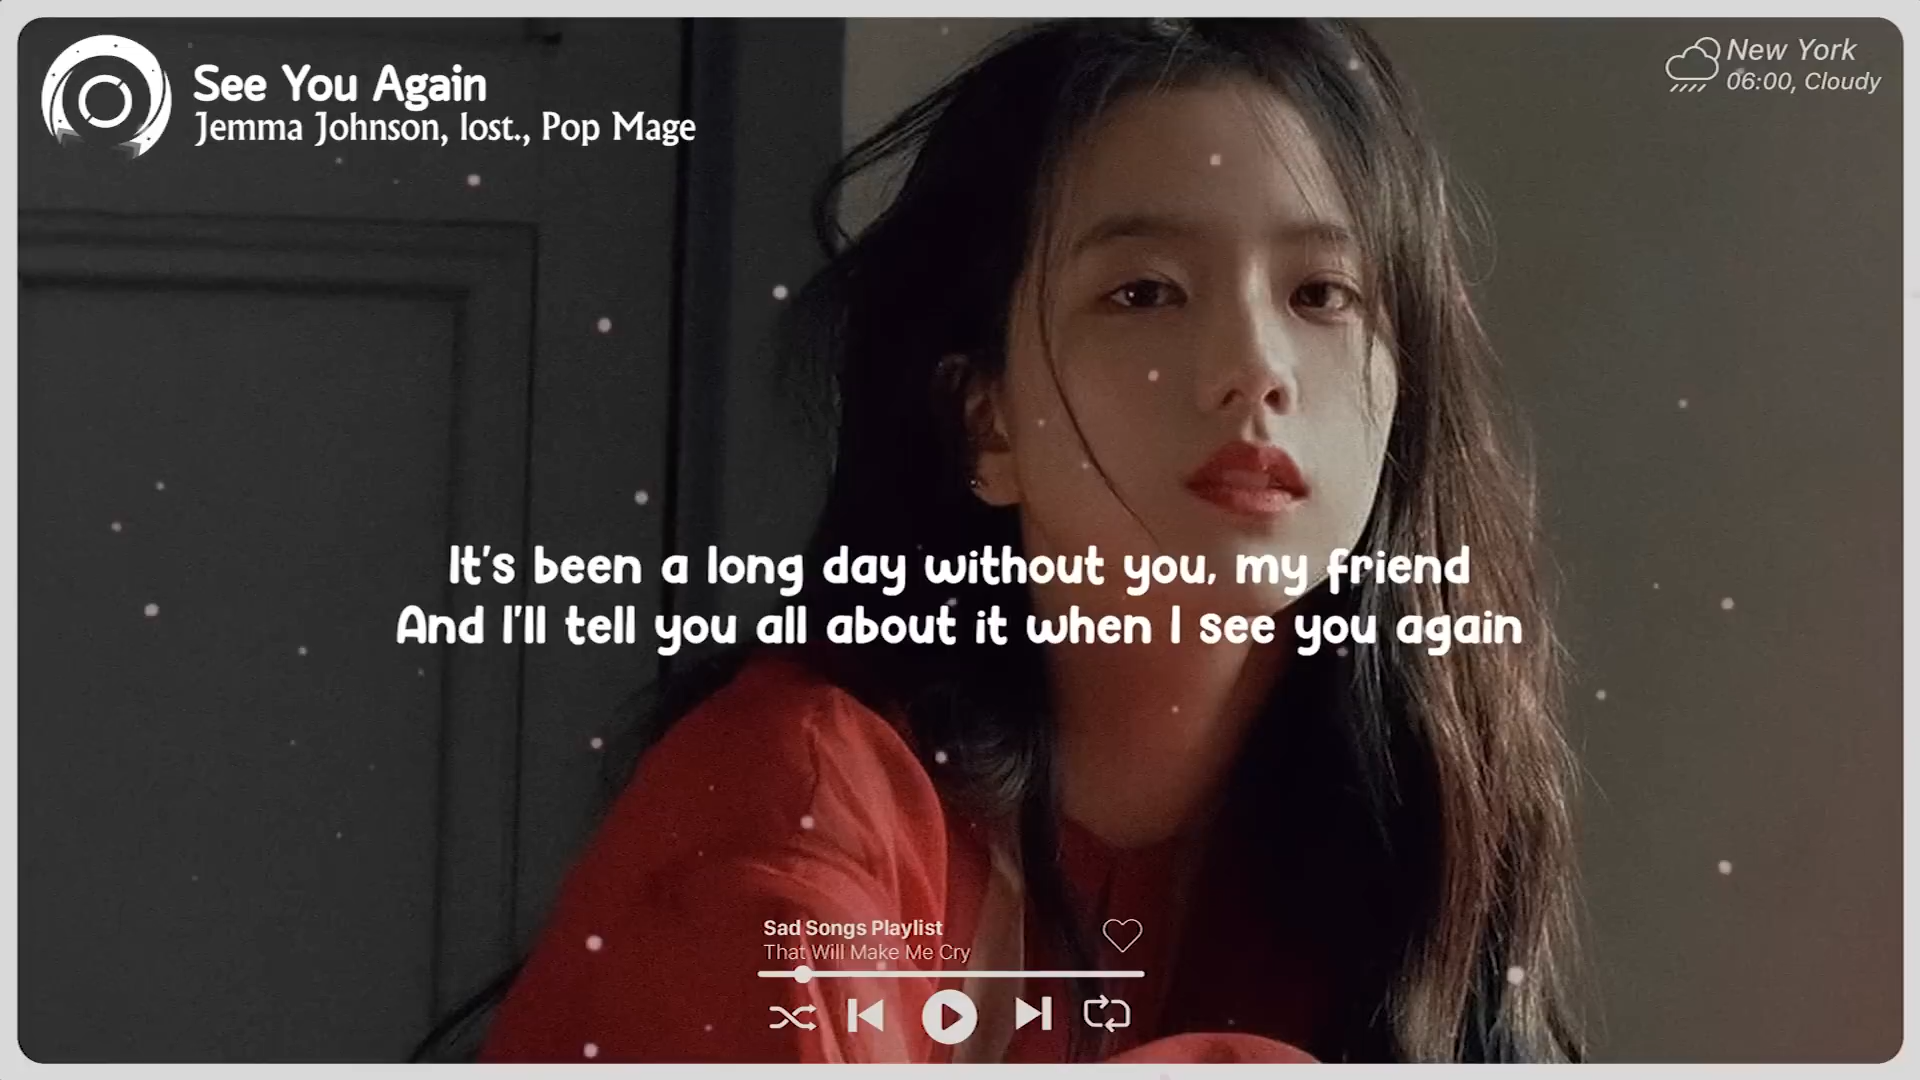 See You Again
Jemma Johnson, lost., Pop Mage
New York
06:00, Cloudy
It's been a long day without you, my friend
And I'll tell you all about it when I see you again
Sad Songs Playlist
That Will Make Me Cry